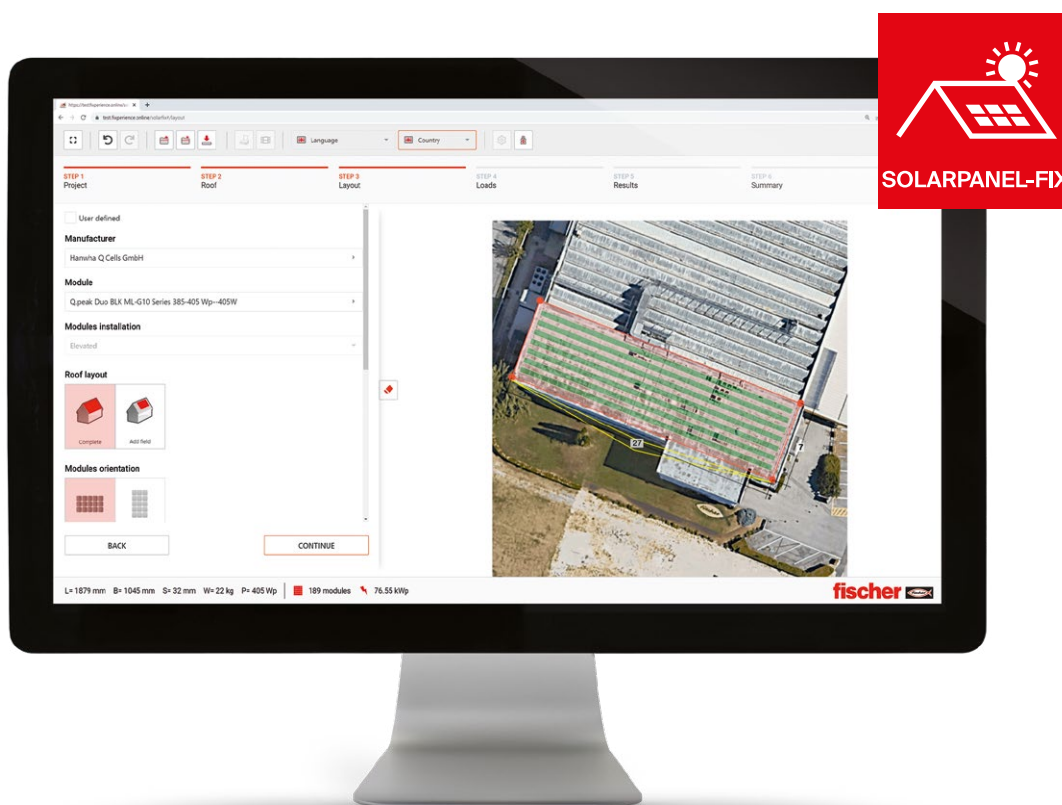 SOLARPANEL-FIX
Language
Country
STEP 1
Project
STEP 2
Roof
STEP 3
Layout
STEP 4
Loads
STEP 5
Results
STEP 6
Summary
User defined
Manufacturer
Hanwha Q Cells GmbH
Module
Q.peak Duo BLK ML-G10 Series 385-405 Wp--405W
Modules installation
Elevated
Roof layout
Complete
Add field
Modules orientation
BACK
CONTINUE
27
7
L= 1879 mm B= 1045 mm S= 32 mm W= 22 kg P= 405 Wp
189 modules
76.55 kWp
fischer